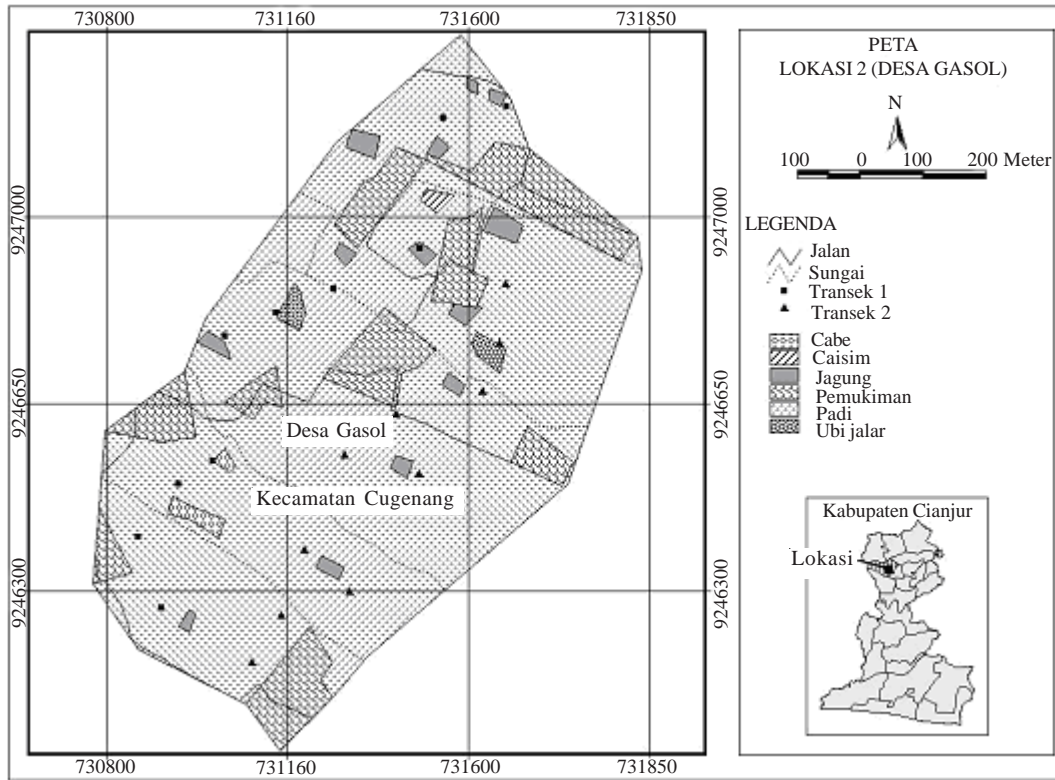 730800 731160 731600 731850
9247000
9246650
9246300
Desa Gasol
Kecamatan Cugenang
9247000
9246650
9246300
730800 731160 731600 731850
PETA
LOKASI 2 (DESA GASOL)
N
100 0 100 200 Meter
LEGENDA
Jalan
Sungai
Transek 1
Transek 2
Cabe
Caisim
Jagung
Pemukiman
Padi
Ubi jalar
Kabupaten Cianjur
Lokasi